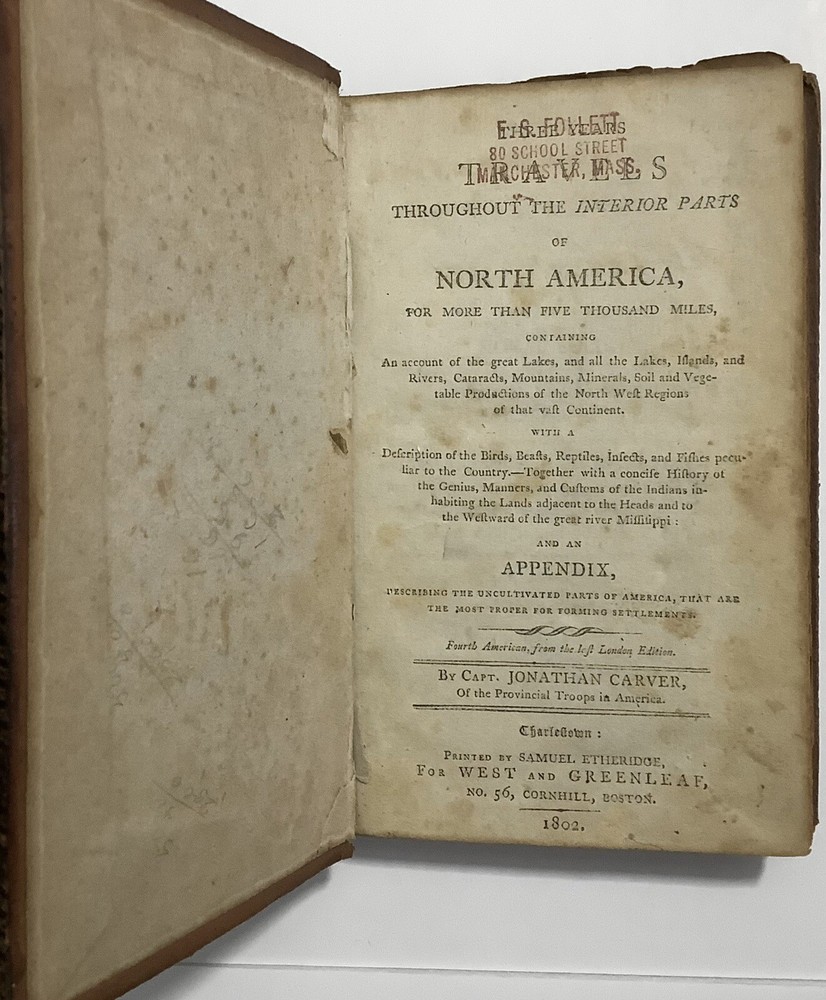 THREE YEARS
E. G. FOLLETT
80 SCHOOL STREET
MANCHESTER, MASS.
TRAVELS
THROUGHOUT THE INTERIOR PARTS
OF
NORTH AMERICA,
FOR MORE THAN FIVE THOUSAND MILES,
CONTAINING
An account of the great Lakes, and all the Lakes, Iſlands, and
Rivers, Cataracts, Mountains, Minerals, Soil and Vege-
table Productions of the North Weſt Regions
of that vaſt Continent.
WITH A
Deſcription of the Birds, Beaſts, Reptiles, Inſects, and Fiſhes pecu-
liar to the Country.—Together with a conciſe Hiſtory of
the Genius, Manners, and Cuſtoms of the Indians in-
habiting the Lands adjacent to the Heads and to
the Weſtward of the great river Miſſiſippi :
AND AN
APPENDIX,
DESCRIBING THE UNCULTIVATED PARTS OF AMERICA, THAT ARE
THE MOST PROPER FOR FORMING SETTLEMENTS.
Fourth American, from the laſt London Edition.
BY CAPT. JONATHAN CARVER,
Of the Provincial Troops in America.
Charleſtown :
PRINTED BY SAMUEL ETHERIDGE,
FOR WEST AND GREENLEAF,
NO. 56, CORNHILL, BOSTON.
1802.